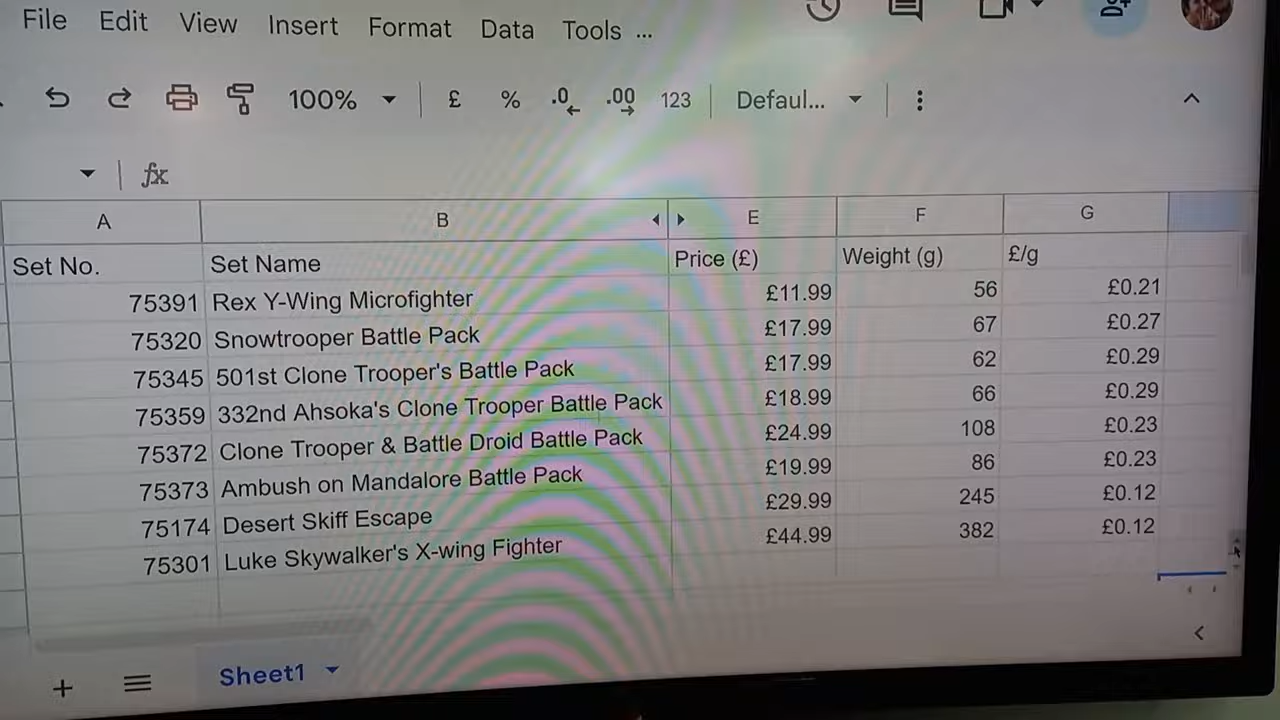 File Edit View Insert Format Data Tools ...
100% £ % .0 .00 123 Defaul...
fx
A B E F G
Set No. Set Name Price (£) Weight (g) £/g
75391 Rex Y-Wing Microfighter £11.99 56 £0.21
75320 Snowtrooper Battle Pack £17.99 67 £0.27
75345 501st Clone Trooper's Battle Pack £17.99 62 £0.29
75359 332nd Ahsoka's Clone Trooper Battle Pack £18.99 66 £0.29
75372 Clone Trooper & Battle Droid Battle Pack £24.99 108 £0.23
75373 Ambush on Mandalore Battle Pack £19.99 86 £0.23
75174 Desert Skiff Escape £29.99 245 £0.12
75301 Luke Skywalker's X-wing Fighter £44.99 382 £0.12
Sheet1